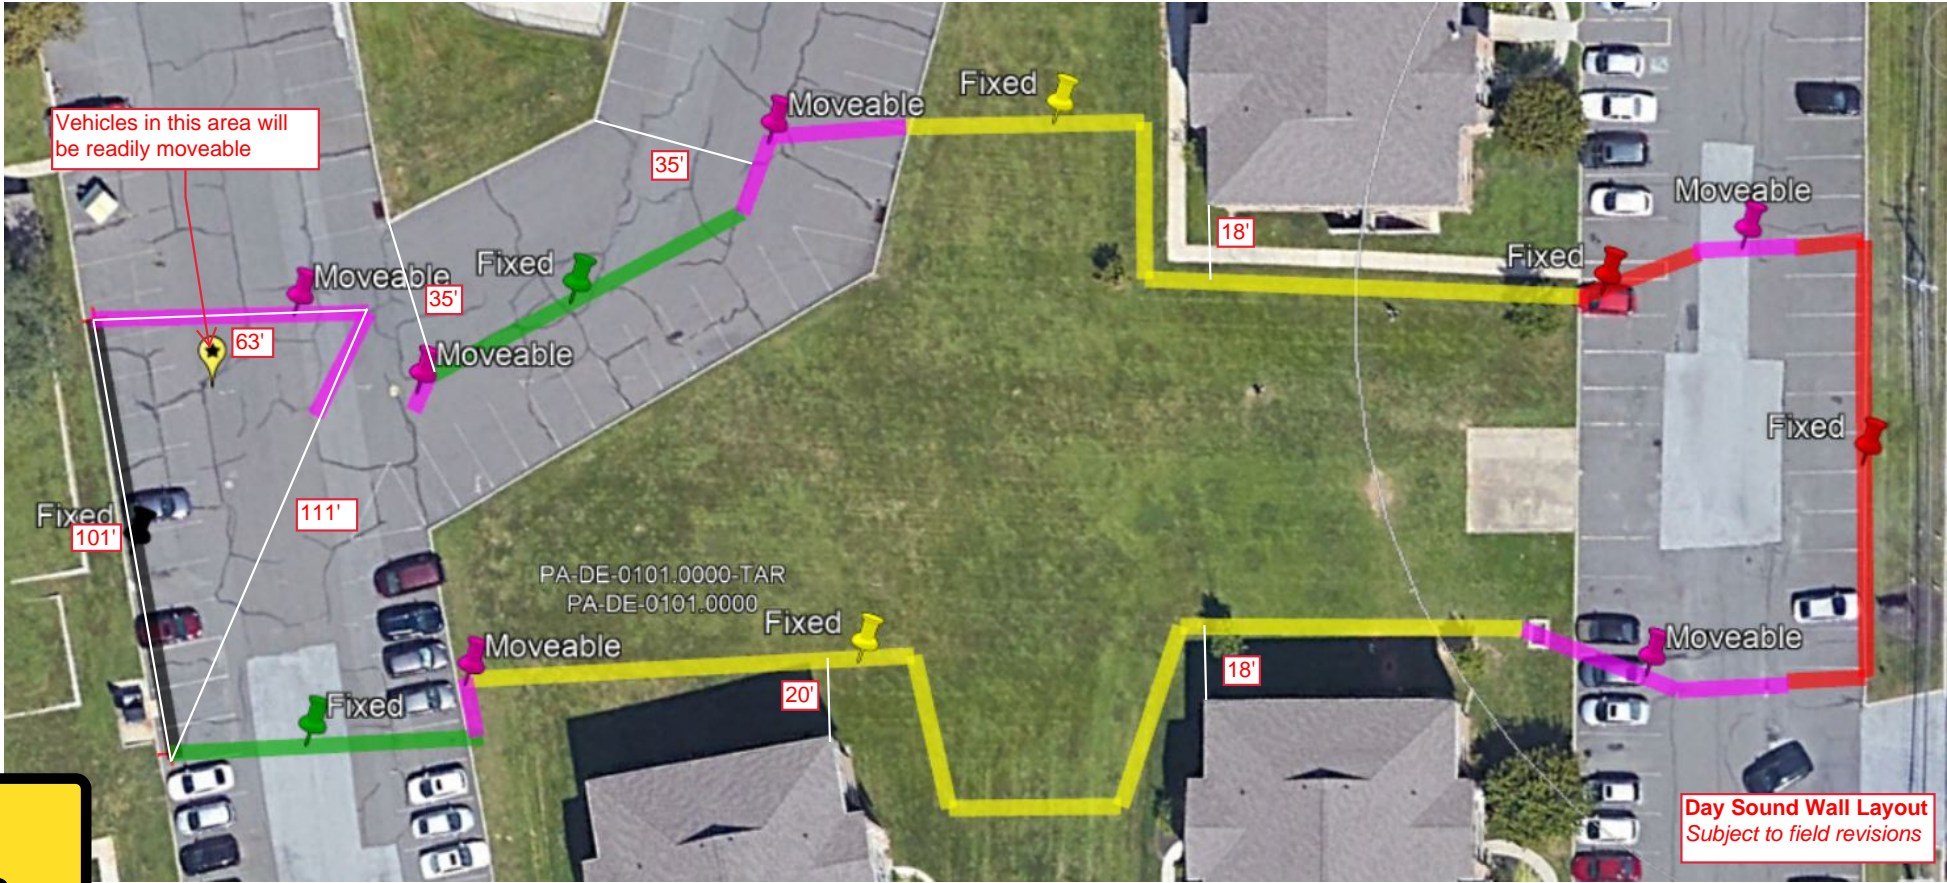 Fixed
Moveable
Vehicles in this area will
be readily moveable
35'
Moveable
18'
Fixed
Fixed
Moveable
35'
63'
Moveable
Fixed
111'
Fixed
101'
PA-DE-0101.0000-TAR
PA-DE-0101.0000
Fixed
Moveable
Moveable
18'
20'
Fixed
Day Sound Wall Layout
Subject to field revisions